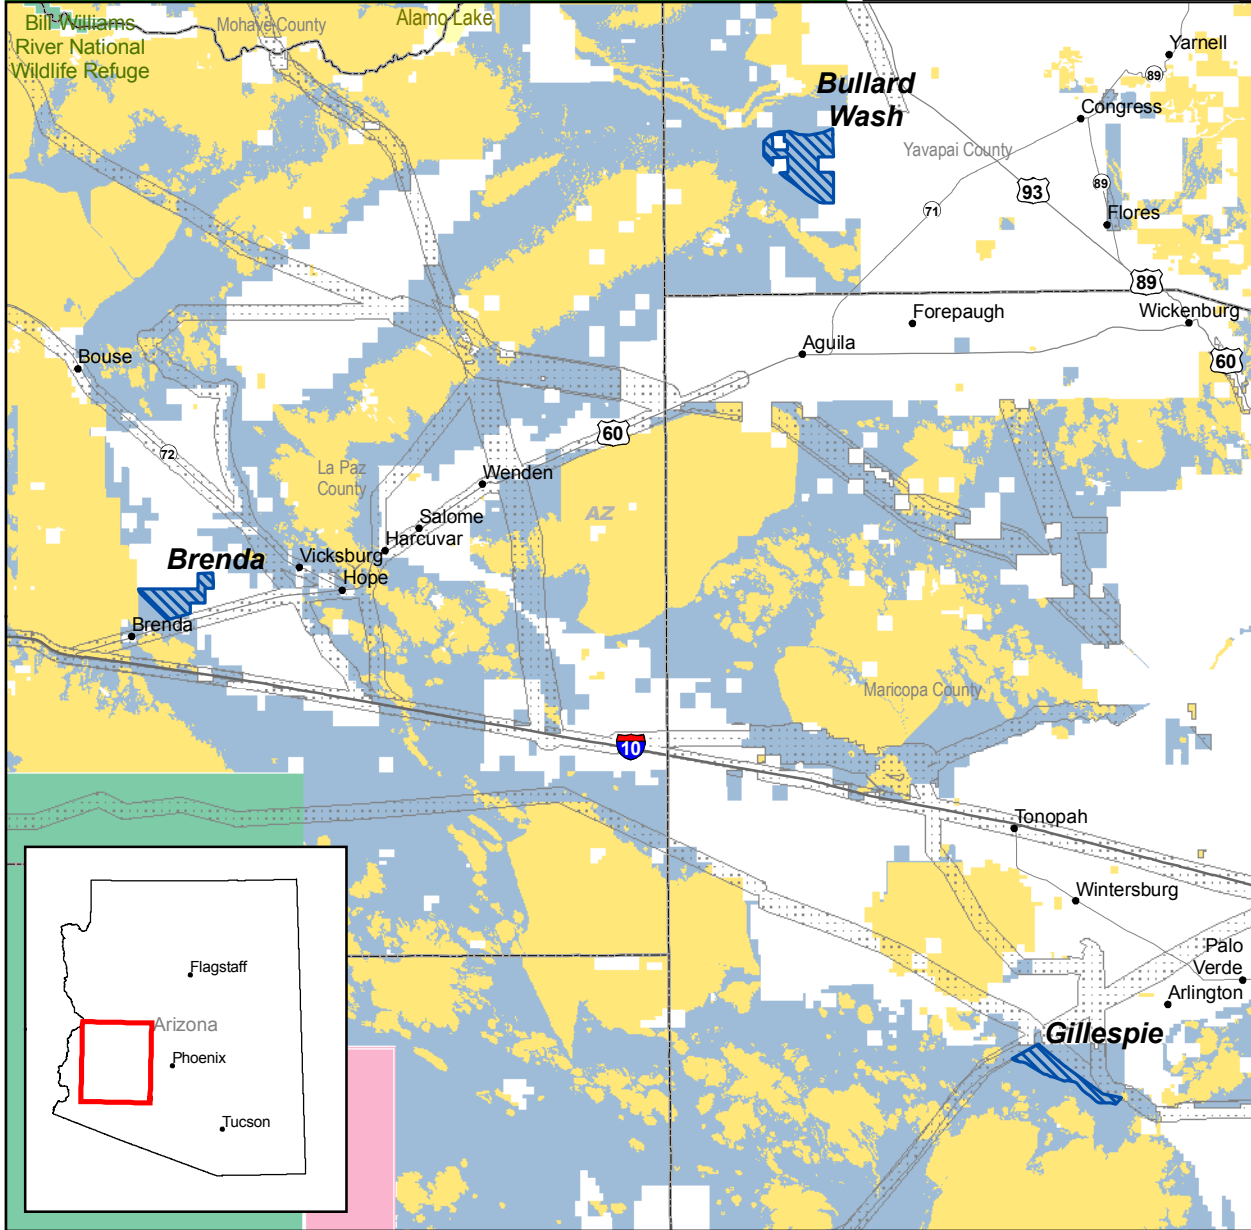 Bill Williams
River National
Wildlife Refuge
Mohave County
Alamo Lake
Yarnell
89
Bullard
Wash
Congress
Yavapai County
93
89
71
Flores
89
Forepaugh
Wickenburg
Aguila
60
Bouse
60
72
La Paz
County
Wenden
AZ
Salome
Harcuvar
Brenda
Vicksburg
Hope
Brenda
Maricopa County
10
Tonopah
Wintersburg
Palo
Verde
Arlington
Gillespie
Flagstaff
Arizona
Phoenix
Tucson